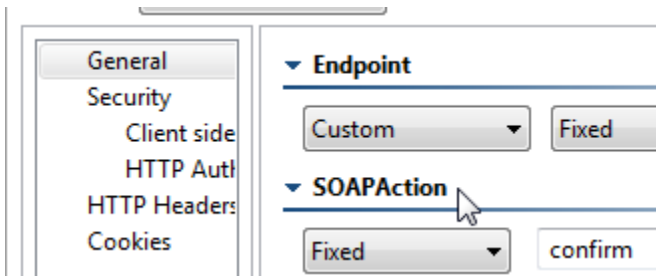 General
Security
Client side
HTTP Auth
HTTP Headers
Cookies
Endpoint
Custom
Fixed
SOAPAction
Fixed
confirm